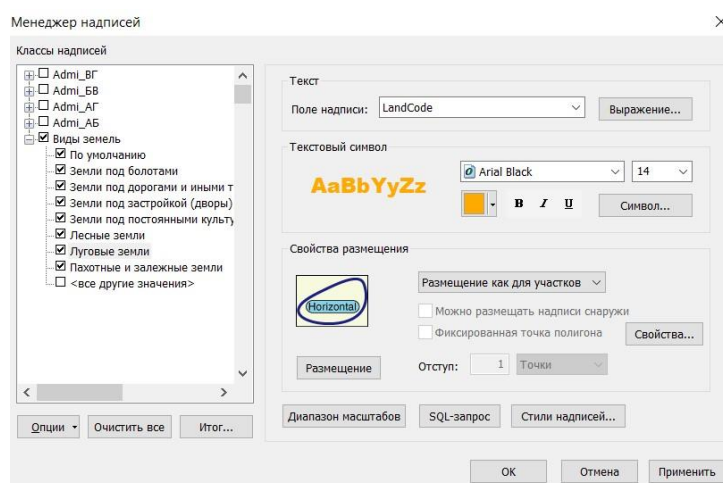 Менеджер надписей
Классы надписей
Admi_ВГ
Admi_БВ
Admi_АГ
Admi_АБ
Виды земель
По умолчанию
Земли под болотами
Земли под дорогами и иными т
Земли под застройкой (дворы)
Земли под постоянными культу
Лесные земли
Луговые земли
Пахотные и залежные земли
<все другие значения>
Опции
Очистить все
Итог...
Текст
Поле надписи:
LandCode
Выражение...
Текстовый символ
AaBbYyZz
Arial Black
14
B I U
Символ...
Свойства размещения
Horizontal
Размещение как для участков
Можно размещать надписи снаружи
Фиксированная точка полигона
Свойства...
Размещение
Отступ:
1
Точки
Диапазон масштабов
SQL-запрос
Стили надписей...
ОК
Отмена
Применить